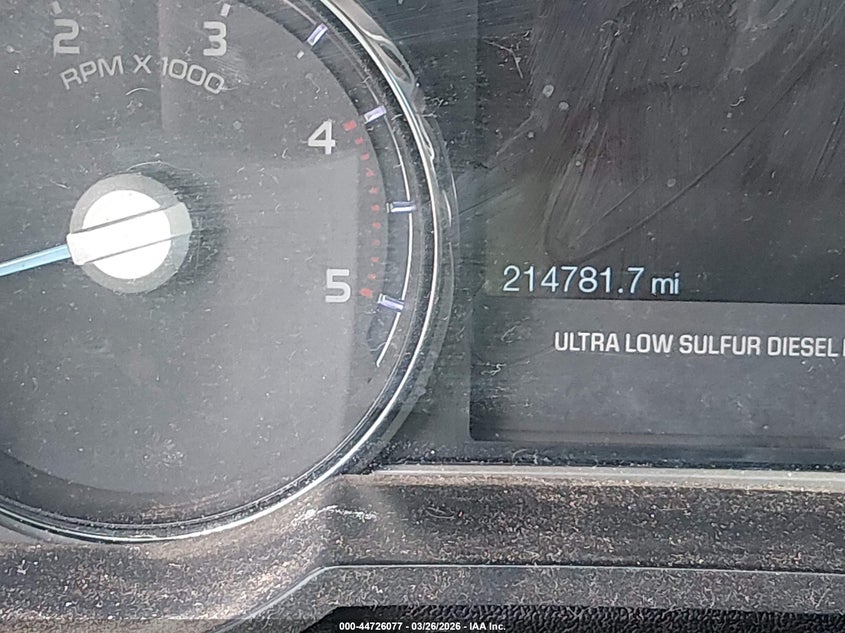 2 3
RPM X 1000
4
5
214781.7 mi
ULTRA LOW SULFUR DIESEL
000-44726077 - 03/26/2026 - IAA Inc.